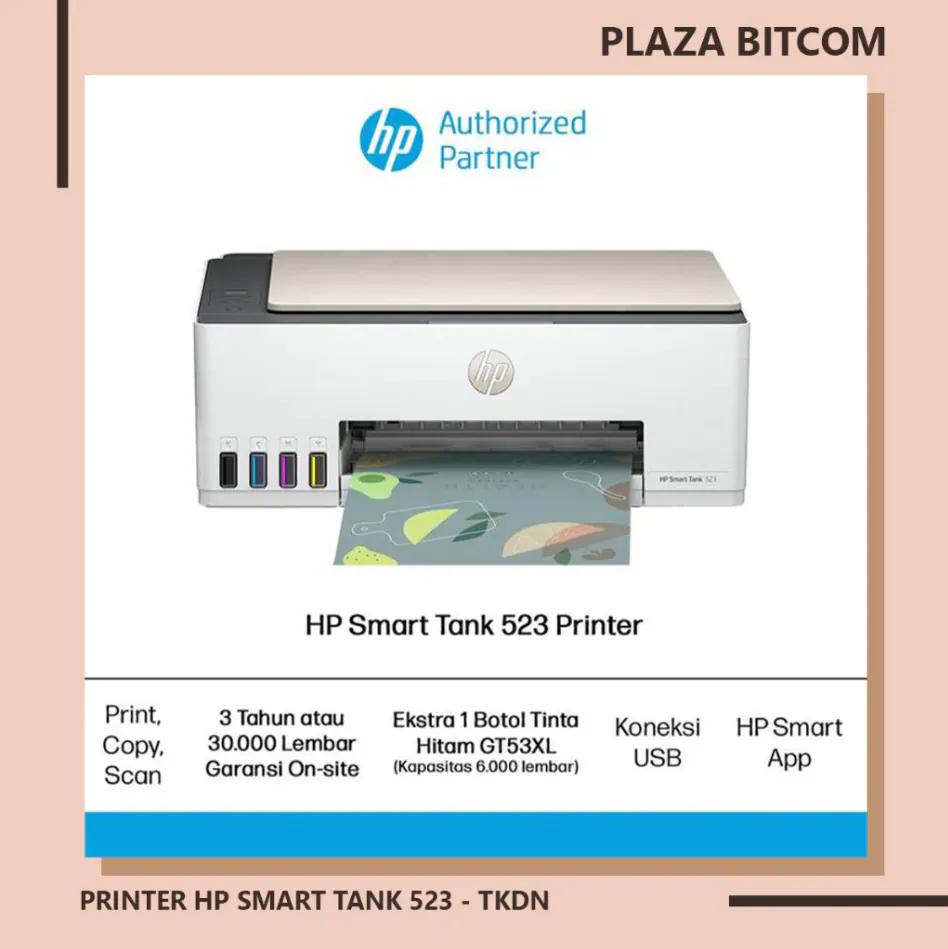 PLAZA BITCOM
hp Authorized
Partner
hp
K C M Y
HP Smart Tank 523
HP Smart Tank 523 Printer
Print,
Copy,
Scan
3 Tahun atau
30.000 Lembar
Garansi On-site
Ekstra 1 Botol Tinta
Hitam GT53XL
(Kapasitas 6.000 lembar)
Koneksi
USB
HP Smart
App
PRINTER HP SMART TANK 523 - TKDN